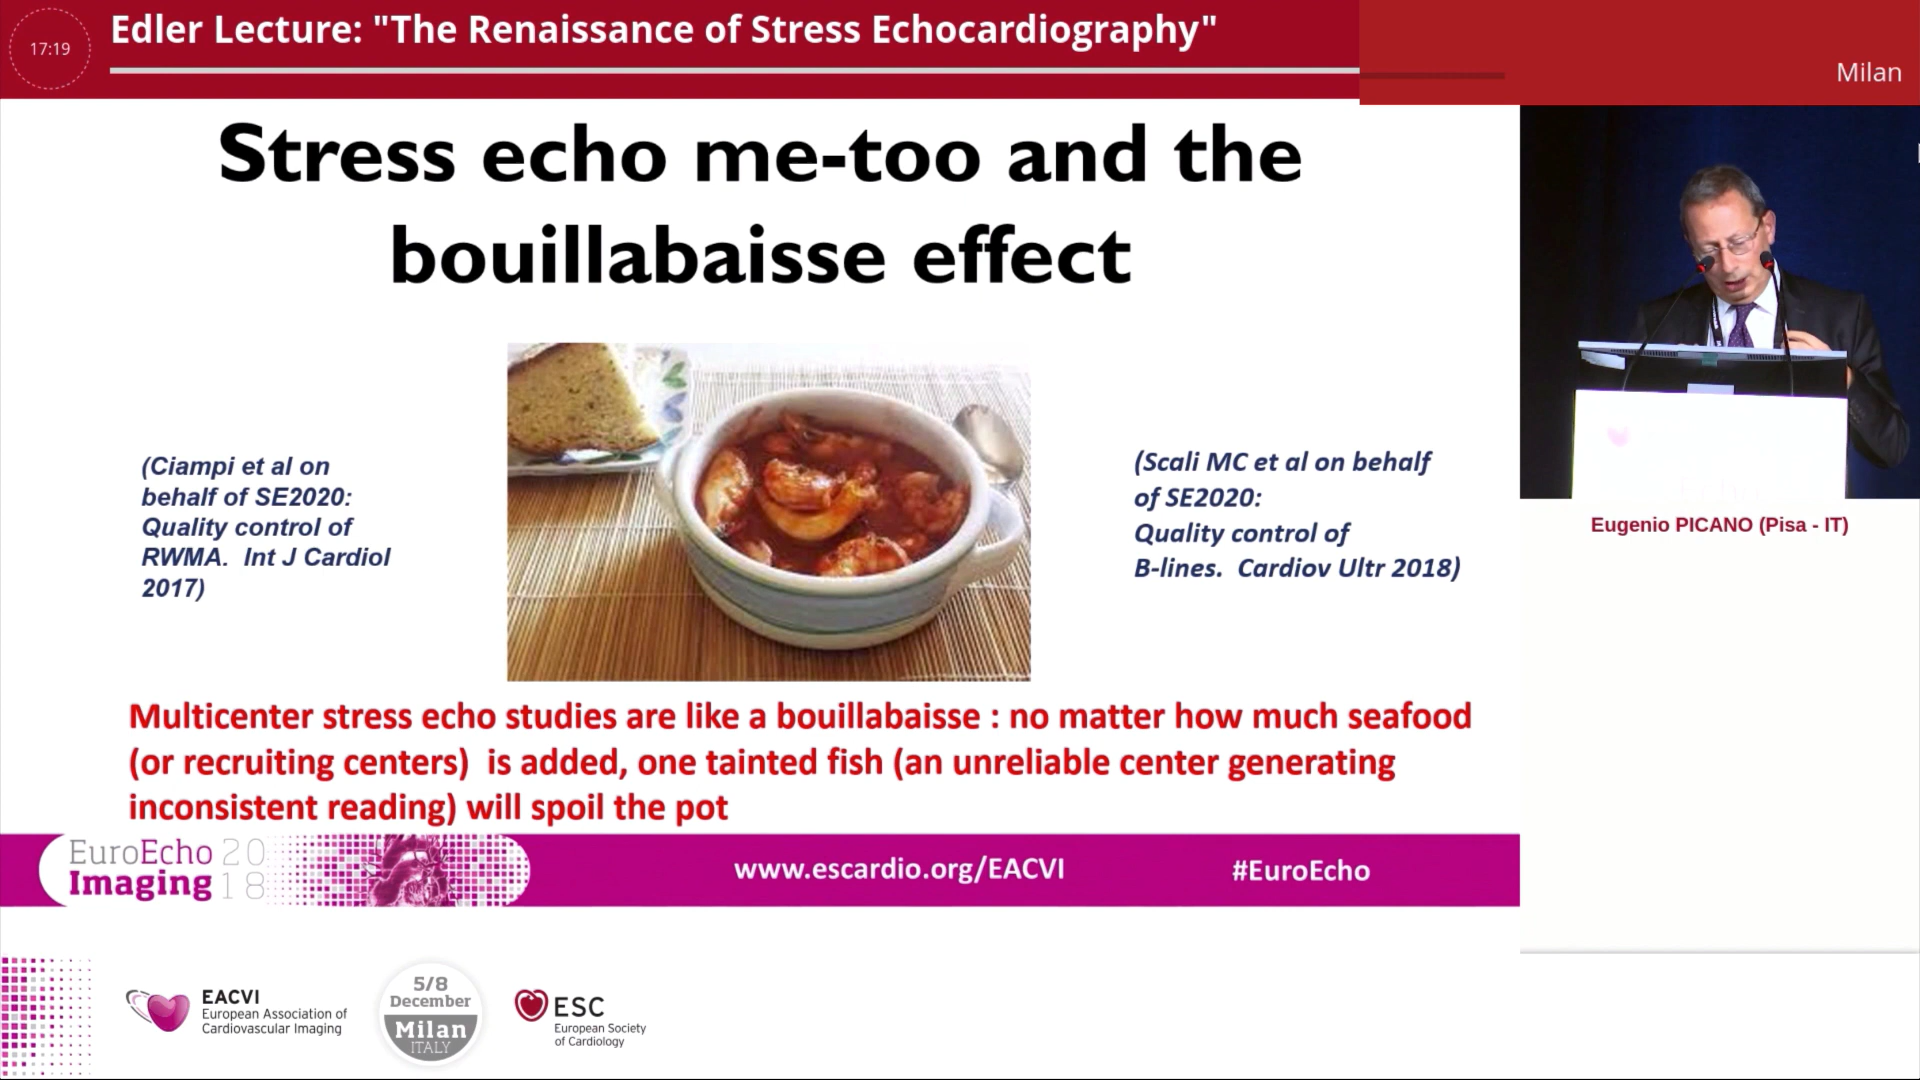 17:19
Edler Lecture: "The Renaissance of Stress Echocardiography"
Milan
Stress echo me-too and the
bouillabaisse effect
(Ciampi et al on
behalf of SE2020:
Quality control of
RWMA. Int J Cardiol
2017)
(Scali MC et al on behalf
of SE2020:
Quality control of
B-lines. Cardiov Ultr 2018)
Eugenio PICANO (Pisa - IT)
Multicenter stress echo studies are like a bouillabaisse : no matter how much seafood
(or recruiting centers) is added, one tainted fish (an unreliable center generating
inconsistent reading) will spoil the pot
EuroEcho 20
Imaging 18
www.escardio.org/EACVI
#EuroEcho
EACVI
European Association of
Cardiovascular Imaging
5/8
December
Milan
ITALY
ESC
European Society
of Cardiology